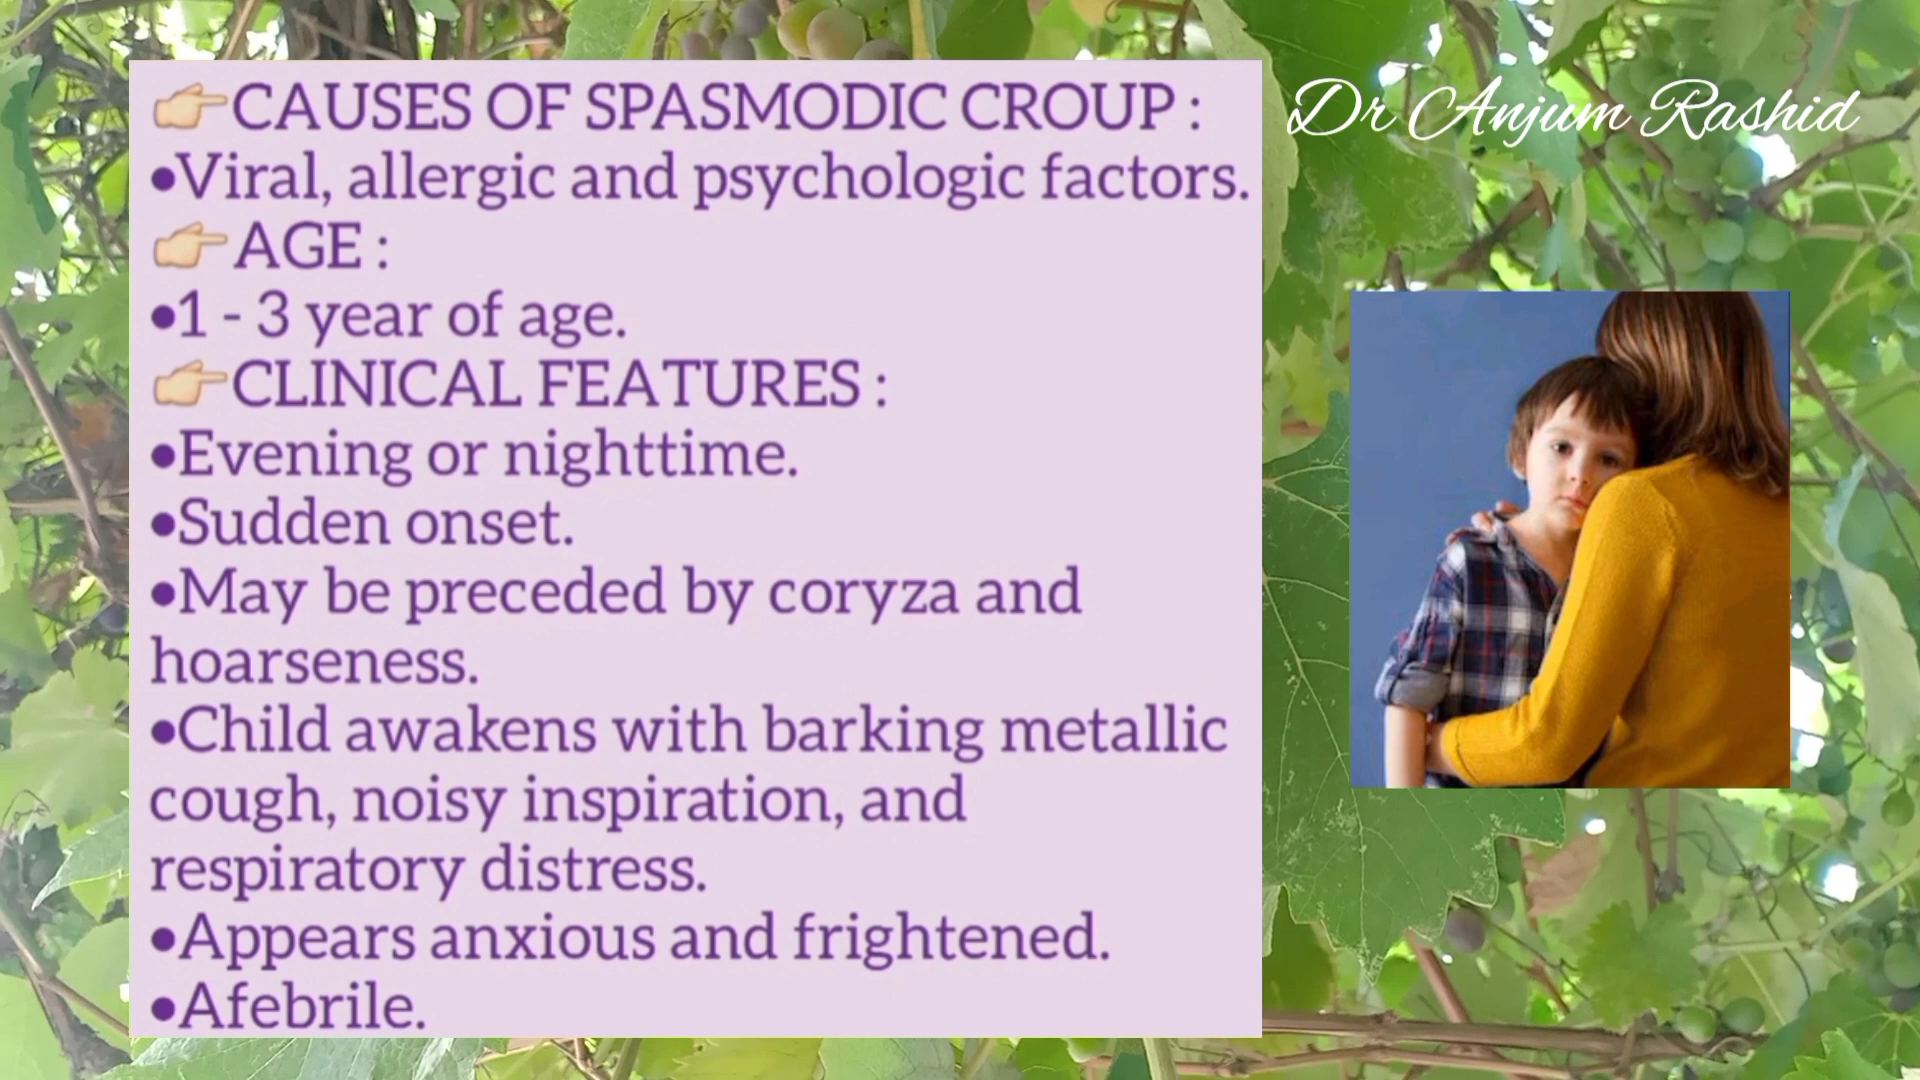 👉CAUSES OF SPASMODIC CROUP :
•Viral, allergic and psychologic factors.
👉AGE :
•1 - 3 year of age.
👉CLINICAL FEATURES :
•Evening or nighttime.
•Sudden onset.
•May be preceded by coryza and
hoarseness.
•Child awakens with barking metallic
cough, noisy inspiration, and
respiratory distress.
•Appears anxious and frightened.
•Afebrile.
Dr Anjum Rashid